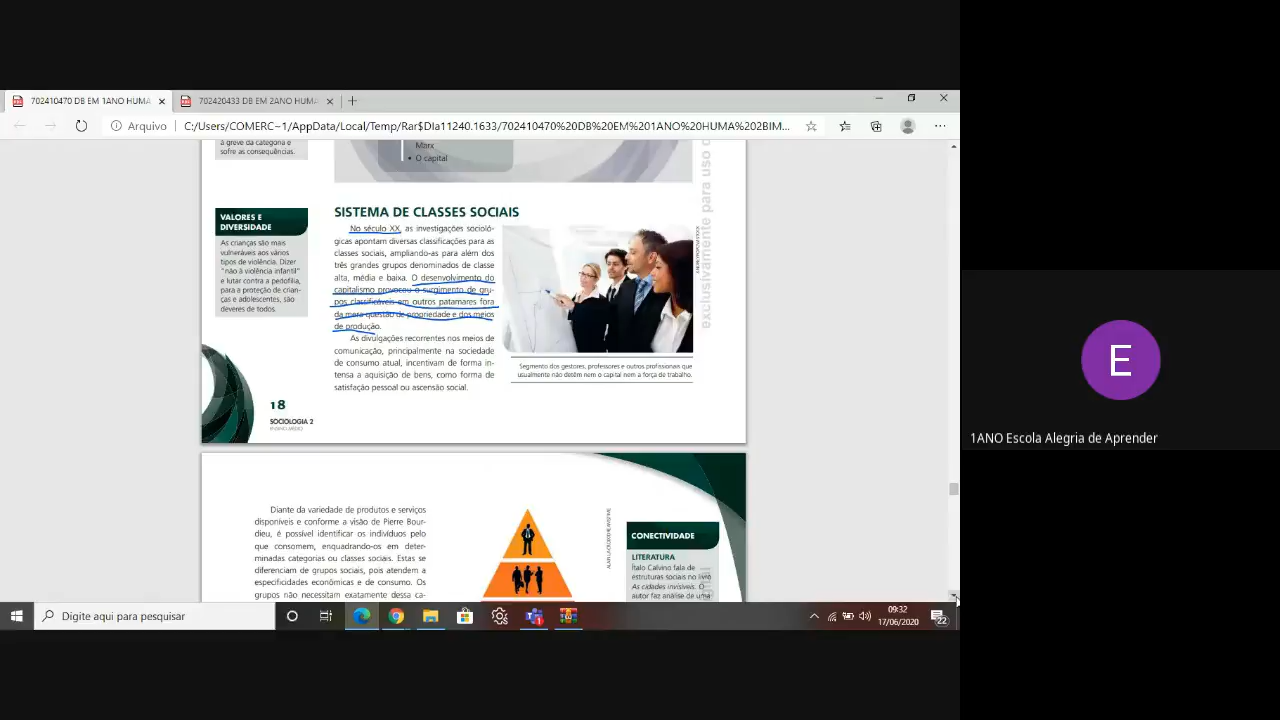 702410470 DB EM 1ANO HUMA
702420433 DB EM 2ANO HUM
Arquivo
C:/Users/COMERC~1/AppData/Local/Temp/Rar$DIa11240.1633/702410470%20DB%20EM%201ANO%20HUMA%202BIM...
a greve da categoria e
sofre as consequências.
Marx
• O capital
VALORES E
DIVERSIDADE
As crianças são mais
vulneráveis aos vários
tipos de violência. Dizer
"não à violência infantil"
e lutar contra a pedofilia,
para a proteção de crian-
ças e adolescentes, são
deveres de todos.
SISTEMA DE CLASSES SOCIAIS
No século XX, as investigações socioló-
gicas apontam diversas classificações para as
classes sociais, ampliando-as para além dos
três grandes grupos denominados de classe
alta, média e baixa. O desenvolvimento do
capitalismo provocou o surgimento de gru-
pos classificáveis em outros patamares fora
da mera questão de propriedade e dos meios
de produção.
As divulgações recorrentes nos meios de
comunicação, principalmente na sociedade
de consumo atual, incentivam de forma in-
tensa a aquisição de bens, como forma de
satisfação pessoal ou ascensão social.
Segmento dos gestores, professores e outros profissionais que
usualmente não detêm nem o capital nem a força de trabalho.
exclusivamente para uso
18
SOCIOLOGIA 2
ENSINO MÉDIO
Diante da variedade de produtos e serviços
disponíveis e conforme a visão de Pierre Bour-
dieu, é possível identificar os indivíduos pelo
que consomem, enquadrando-os em deter-
minadas categorias ou classes sociais. Estas se
diferenciam de grupos sociais, pois atendem a
especificidades econômicas e de consumo. Os
grupos não necessitam exatamente dessa ca-
CONECTIVIDADE
LITERATURA
Ítalo Calvino fala de
estruturas sociais no livro
As cidades invisíveis. O
autor faz análise de uma
Digite aqui para pesquisar
09:32
17/06/2020
22
E
1ANO Escola Alegria de Aprender